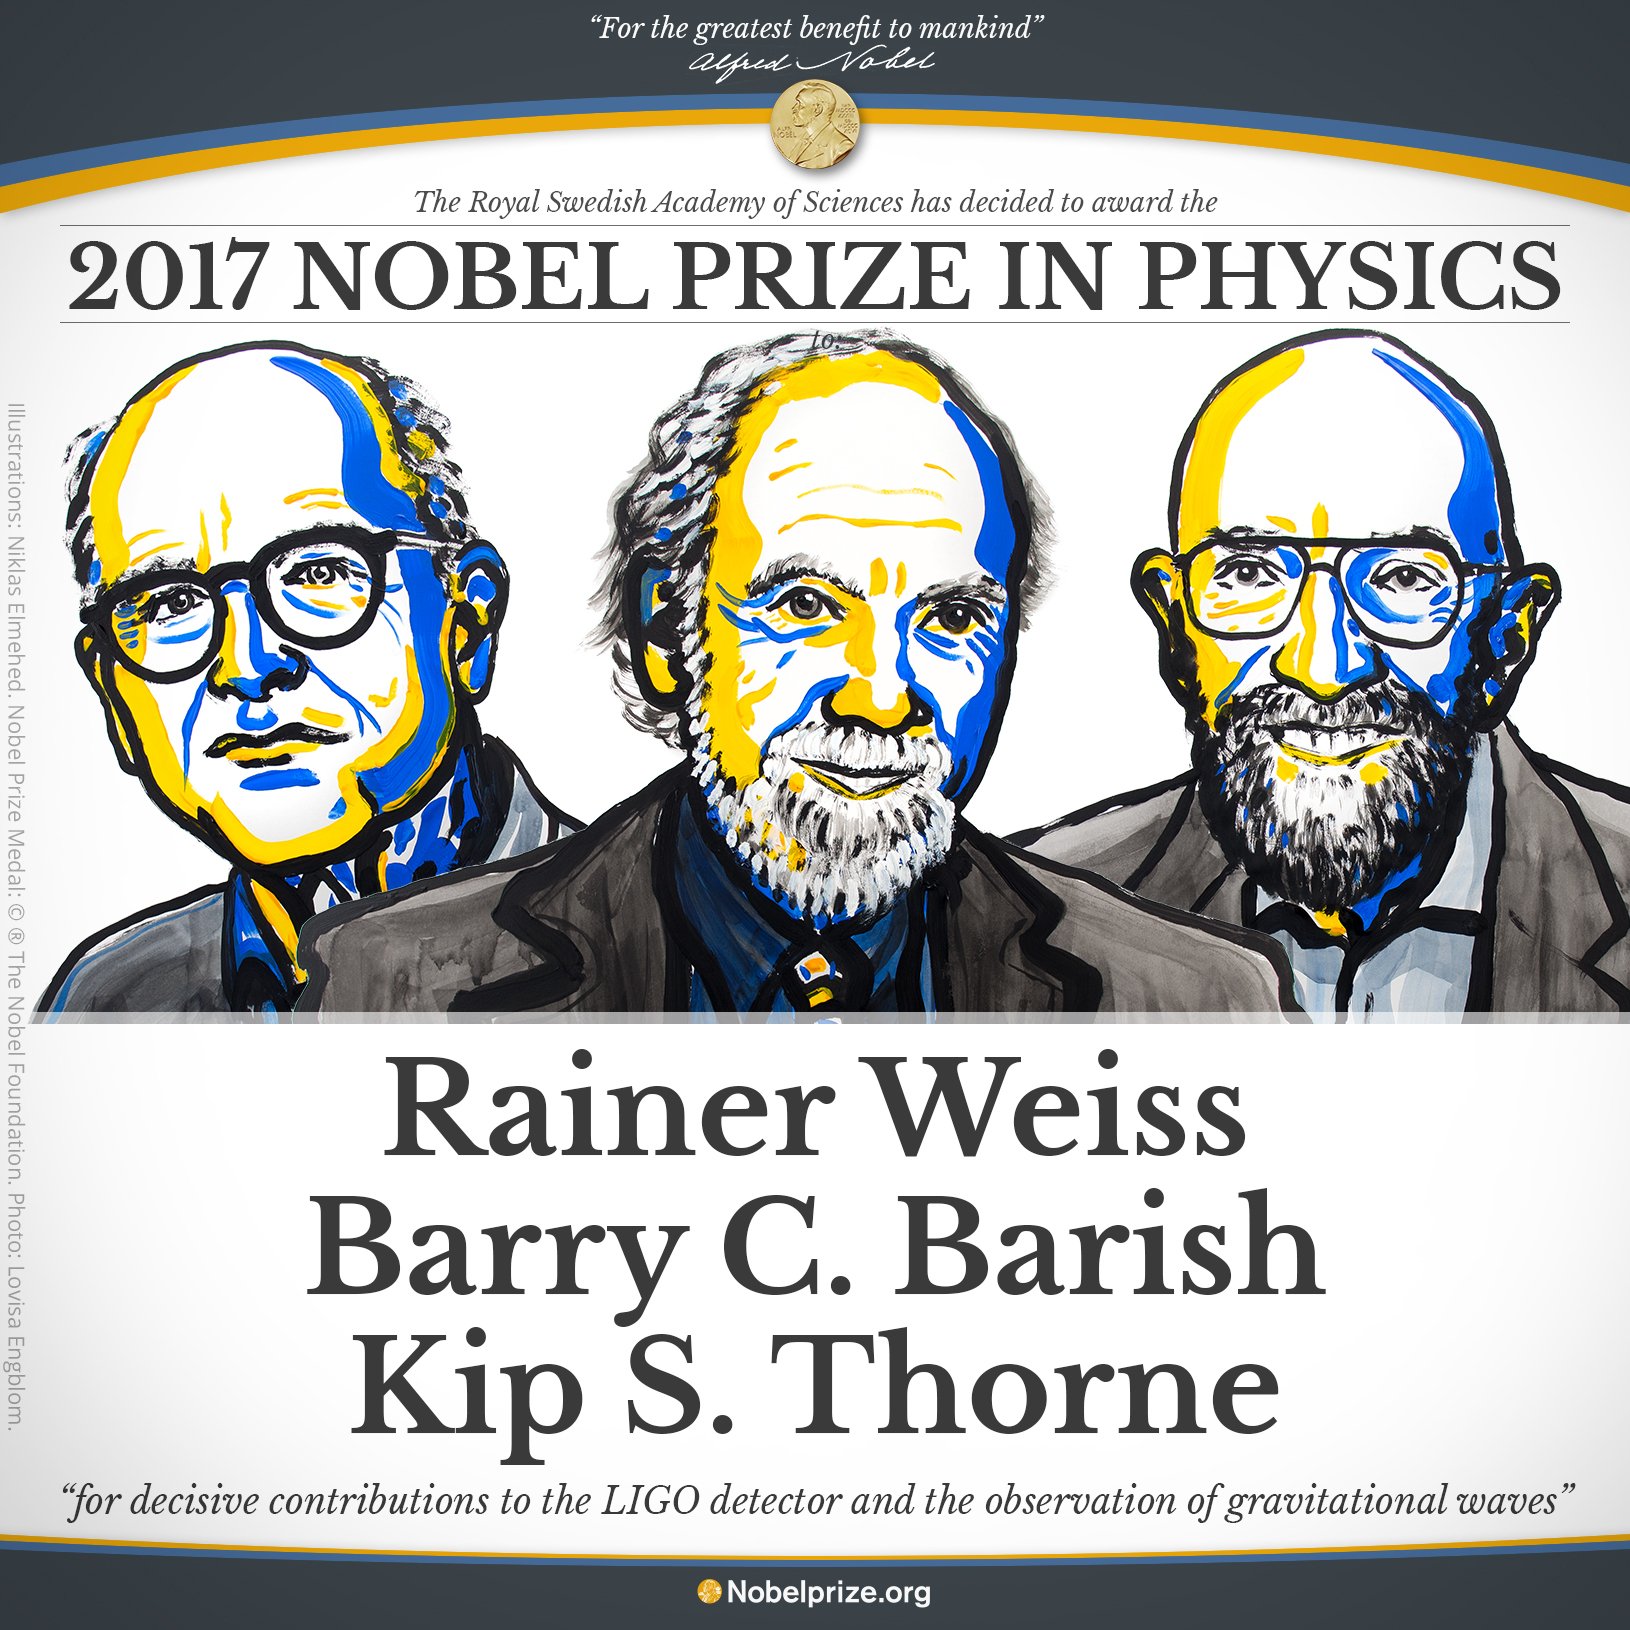 “For the greatest benefit to mankind”
Alfred Nobel
The Royal Swedish Academy of Sciences has decided to award the
2017 NOBEL PRIZE IN PHYSICS
to:
Rainer Weiss
Barry C. Barish
Kip S. Thorne
“for decisive contributions to the LIGO detector and the observation of gravitational waves”
Nobelprize.org
Illustrations: Niklas Elmehed. Nobel Prize Medal: © ® The Nobel Foundation. Photo: Lovisa Engblom.